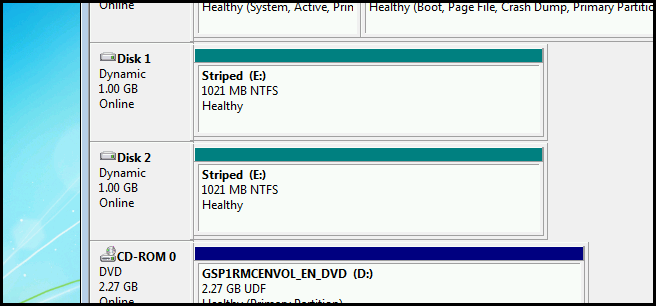 Online
Healthy (System, Active, Prin
Healthy (Boot, Page File, Crash Dump, Primary Partitio
Disk 1
Dynamic
1.00 GB
Online
Striped (E:)
1021 MB NTFS
Healthy
Disk 2
Dynamic
1.00 GB
Online
Striped (E:)
1021 MB NTFS
Healthy
CD-ROM 0
DVD
2.27 GB
Online
GSP1RMCENVOL_EN_DVD (D:)
2.27 GB UDF
Healthy (Primary Partition)